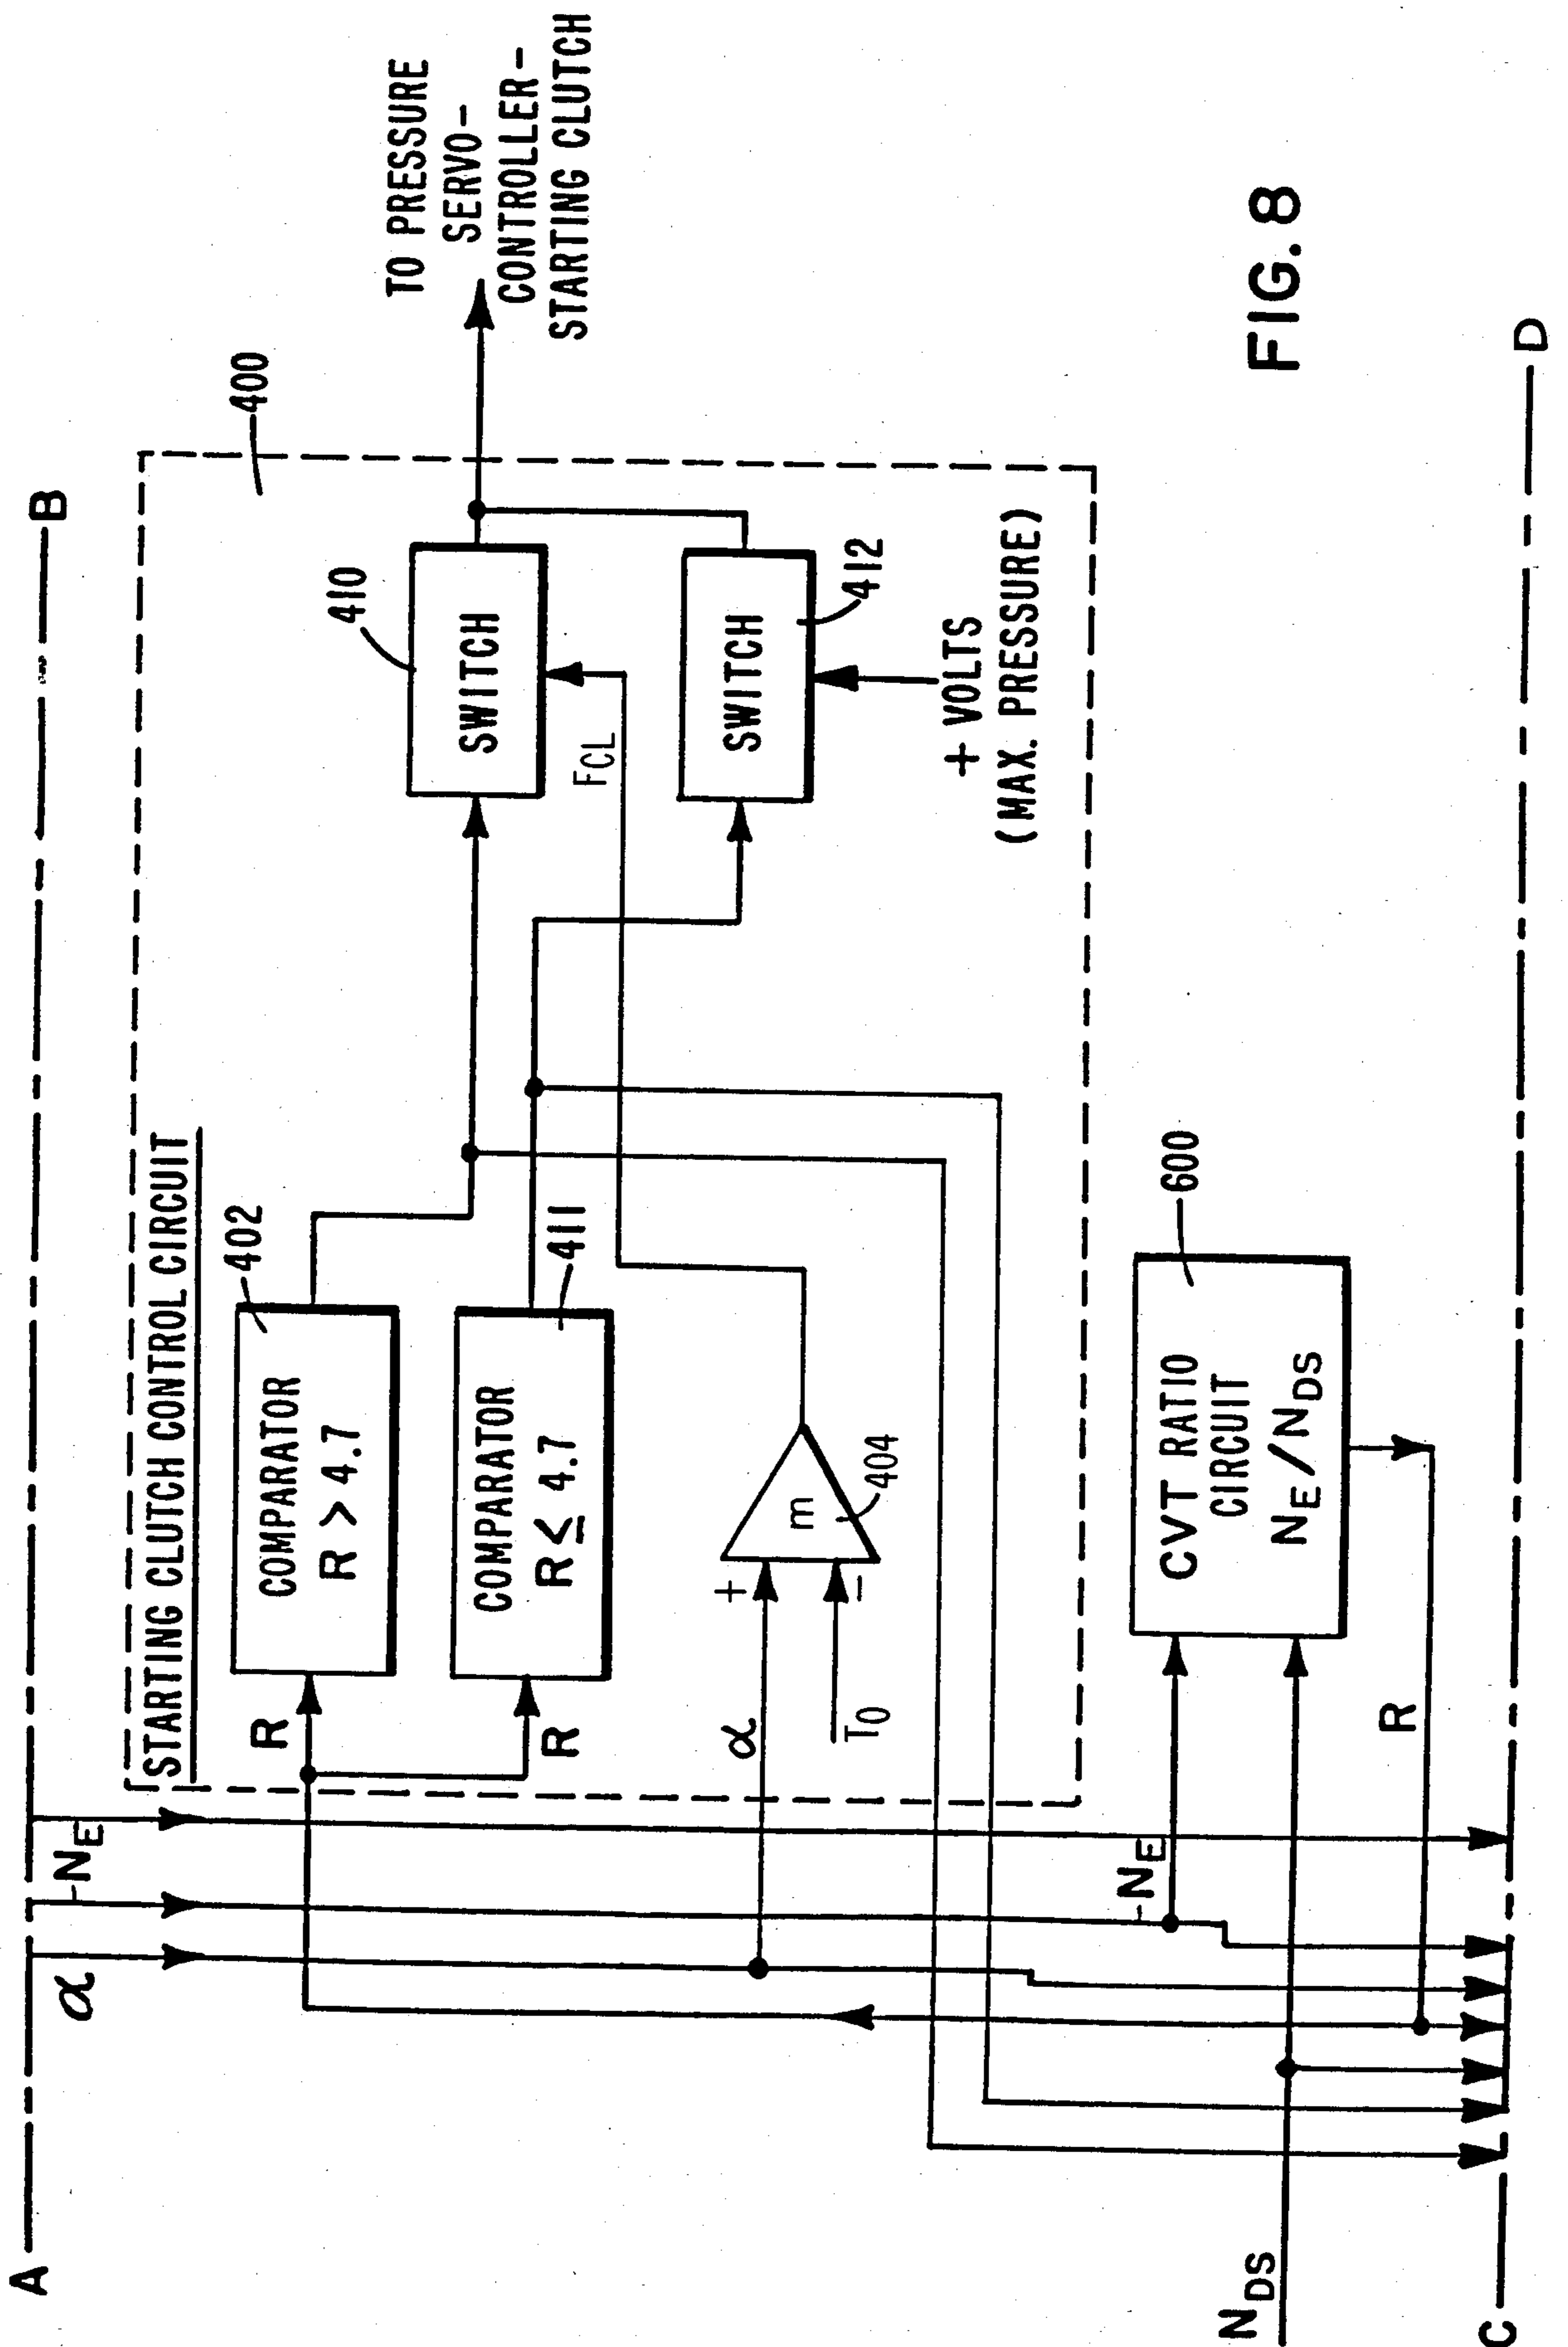 A
B
α
-NE
STARTING CLUTCH CONTROL CIRCUIT
400
R
COMPARATOR
R > 4.7
402
R
COMPARATOR
R ≤ 4.7
411
410
SWITCH
TO PRESSURE
SERVO-
CONTROLLER-
STARTING CLUTCH
FCL
SWITCH
412
+ VOLTS
(MAX. PRESSURE)
α
+
m
404
T0
-
-NE
CVT RATIO
CIRCUIT
NE/NDS
600
R
NDS
C
D
FIG. 8